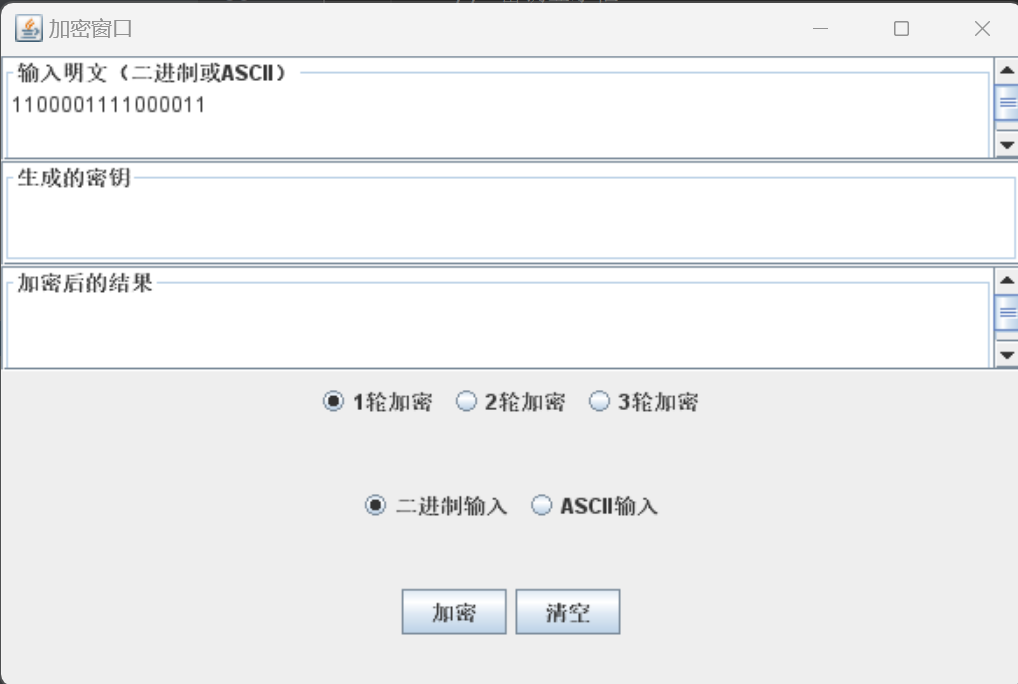 加密窗口
输入明文（二进制或ASCII）
1100001111000011
生成的密钥
加密后的结果
1轮加密 2轮加密 3轮加密
二进制输入 ASCII输入
加密 清空